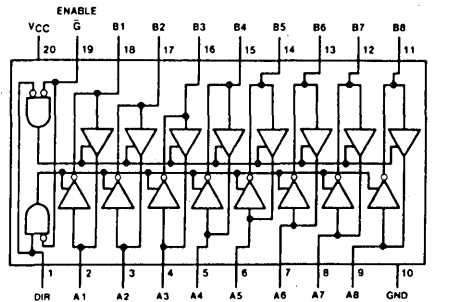 ENABLE
VCC G̅ B1 B2 B3 B4 B5 B6 B7 B8
20 19 18 17 16 15 14 13 12 11
1 2 3 4 5 6 7 8 9 10
DIR A1 A2 A3 A4 A5 A6 A7 A8 GND